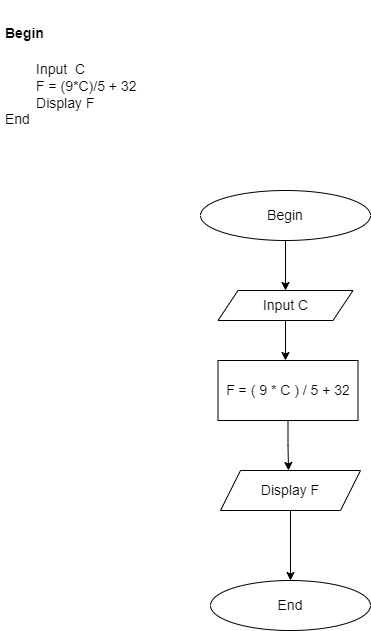 Begin
Input  C
F = (9*C)/5 + 32
Display F
End
Begin
Input C
F = ( 9 * C ) / 5 + 32
Display F
End